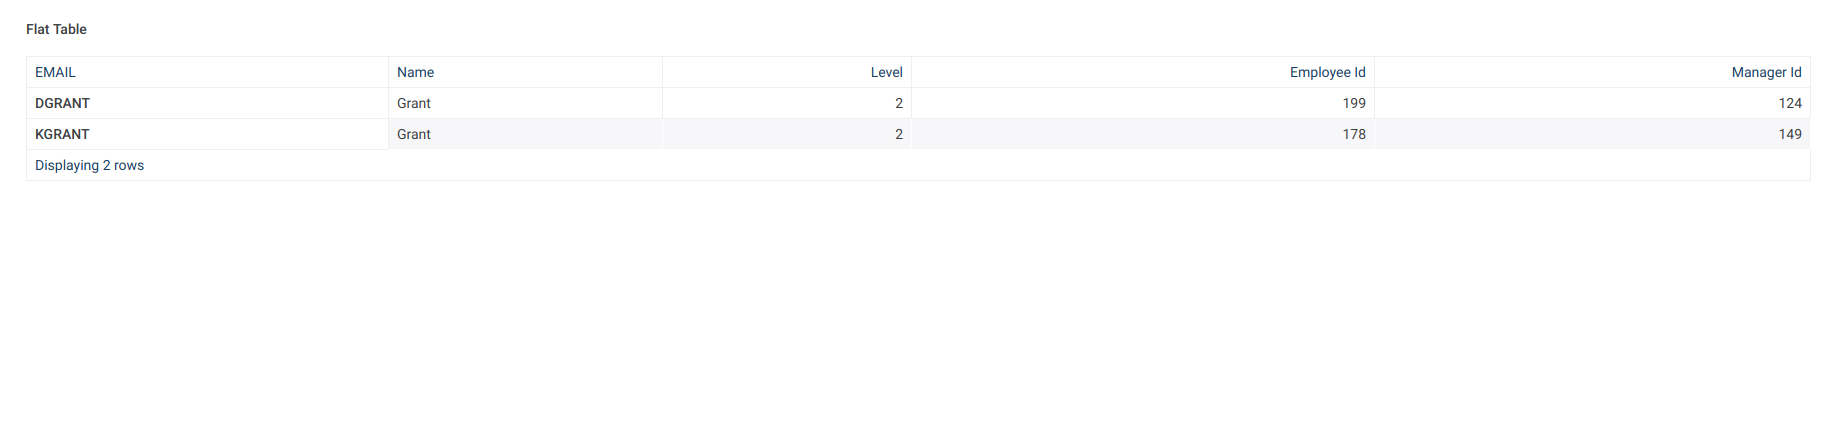 Flat Table
EMAIL Name Level Employee Id Manager Id
DGRANT Grant 2 199 124
KGRANT Grant 2 178 149
Displaying 2 rows